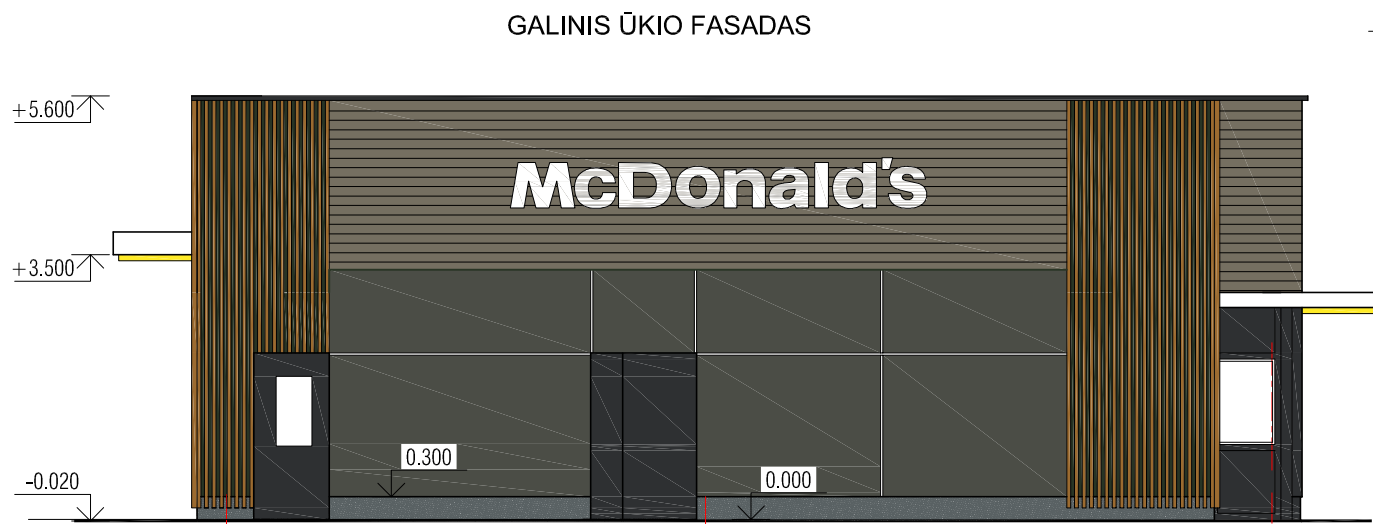 GALINIS ŪKIO FASADAS
+5.600
McDonald's
+3.500
0.300
-0.020
0.000